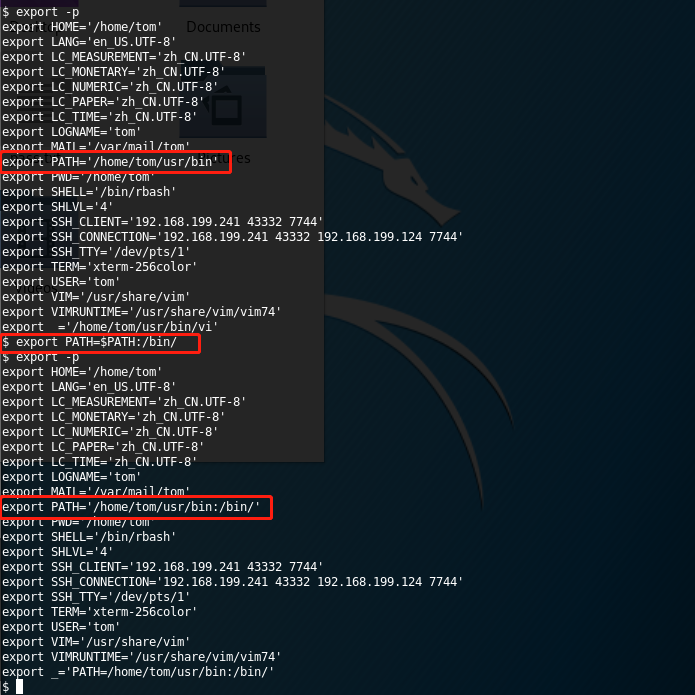 $ export -p
export HOME='/home/tom'
Documents
export LANG='en_US.UTF-8'
export LC_MEASUREMENT='zh_CN.UTF-8'
export LC_MONETARY='zh_CN.UTF-8'
export LC_NUMERIC='zh_CN.UTF-8'
export LC_PAPER='zh_CN.UTF-8'
export LC_TIME='zh_CN.UTF-8'
export LOGNAME='tom'
export MAIL='/var/mail/tom'
export PATH='/home/tom/usr/bin'
export PWD='/home/tom'
export SHELL='/bin/rbash'
export SHLVL='4'
export SSH_CLIENT='192.168.199.241 43332 7744'
export SSH_CONNECTION='192.168.199.241 43332 192.168.199.124 7744'
export SSH_TTY='/dev/pts/1'
export TERM='xterm-256color'
export USER='tom'
export VIM='/usr/share/vim'
export VIMRUNTIME='/usr/share/vim/vim74'
export _='/home/tom/usr/bin/vi'
$ export PATH=$PATH:/bin/
$ export -p
export HOME='/home/tom'
export LANG='en_US.UTF-8'
export LC_MEASUREMENT='zh_CN.UTF-8'
export LC_MONETARY='zh_CN.UTF-8'
export LC_NUMERIC='zh_CN.UTF-8'
export LC_PAPER='zh_CN.UTF-8'
export LC_TIME='zh_CN.UTF-8'
export LOGNAME='tom'
export MAIL='/var/mail/tom'
export PATH='/home/tom/usr/bin:/bin/'
export PWD='/home/tom'
export SHELL='/bin/rbash'
export SHLVL='4'
export SSH_CLIENT='192.168.199.241 43332 7744'
export SSH_CONNECTION='192.168.199.241 43332 192.168.199.124 7744'
export SSH_TTY='/dev/pts/1'
export TERM='xterm-256color'
export USER='tom'
export VIM='/usr/share/vim'
export VIMRUNTIME='/usr/share/vim/vim74'
export _='PATH=/home/tom/usr/bin:/bin/'
$